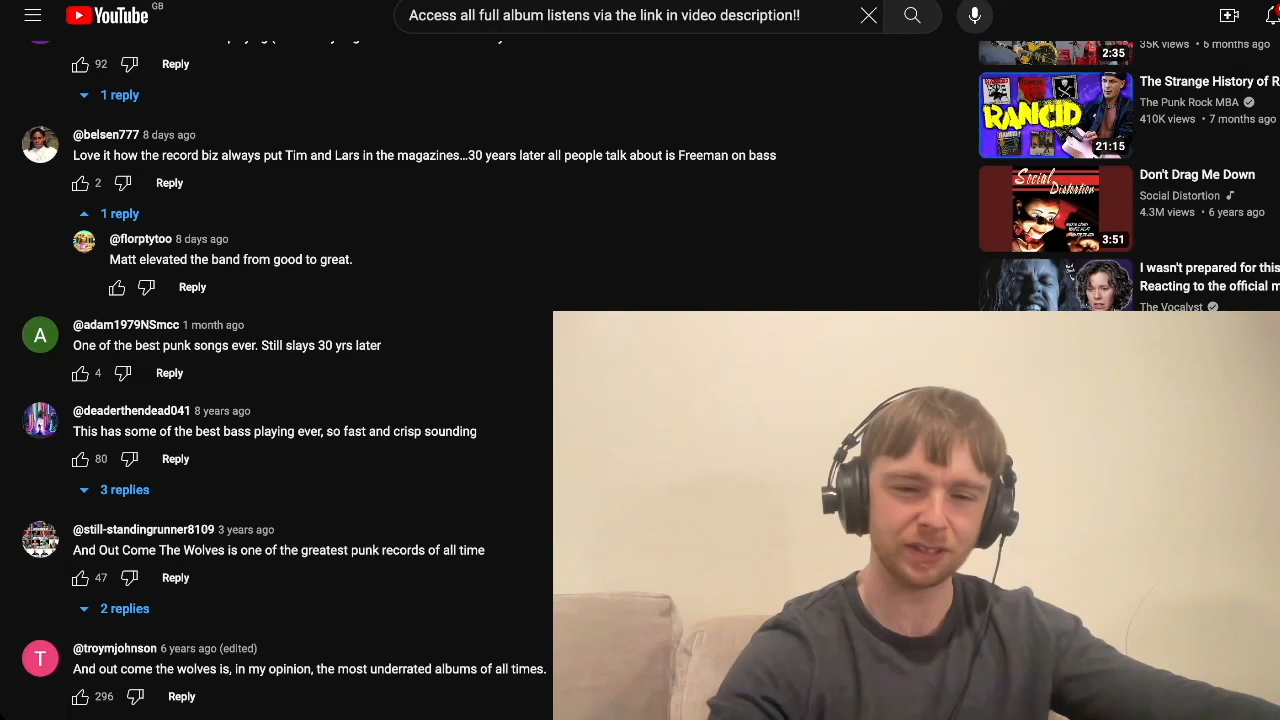 YouTube GB
Access all full album listens via the link in video description!!
92
Reply
1 reply
@belsen777 8 days ago
Love it how the record biz always put Tim and Lars in the magazines...30 years later all people talk about is Freeman on bass
2
Reply
1 reply
@florptytoo 8 days ago
Matt elevated the band from good to great.
Reply
A
@adam1979NSmcc 1 month ago
One of the best punk songs ever. Still slays 30 yrs later
4
Reply
@deaderthendead041 8 years ago
This has some of the best bass playing ever, so fast and crisp sounding
80
Reply
3 replies
@still-standingrunner8109 3 years ago
And Out Come The Wolves is one of the greatest punk records of all time
47
Reply
2 replies
T
@troymjohnson 6 years ago (edited)
And out come the wolves is, in my opinion, the most underrated albums of all times.
296
Reply
2:35
35K views • 6 months ago
RANCID
21:15
The Strange History of R
The Punk Rock MBA
410K views • 7 months ago
Social
Distortion
3:51
Don't Drag Me Down
Social Distortion
4.3M views • 6 years ago
I wasn't prepared for this
Reacting to the official m
The Vocalyst